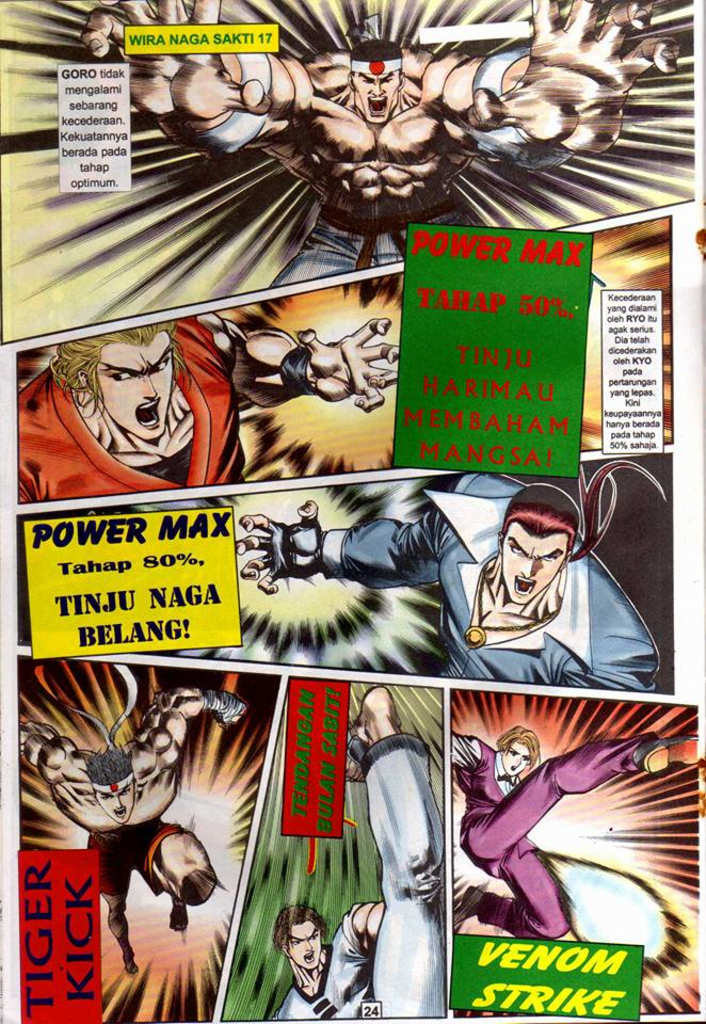 WIRA NAGA SAKTI 17
GORO tidak
mengalami
sebarang
kecederaan.
Kekuatannya
berada pada
tahap
optimum.
POWER MAX
TAHAP 50%,
TINJU
HARIMAU
MEMBAHAM
MANGSA!
Kecederaan
yang dialami
oleh RYO itu
agak serius.
Dia
dicederakan
oleh KYO
pada
pertarungan
yang lepas.
Kini
keupayaannya
hanya berada
pada tahap
50% sahaja.
POWER MAX
Tahap 80%,
TINJU NAGA
BELANG!
TIGER
KICK
TENDANGAN
BULAN SABIT!
VENOM
STRIKE
24